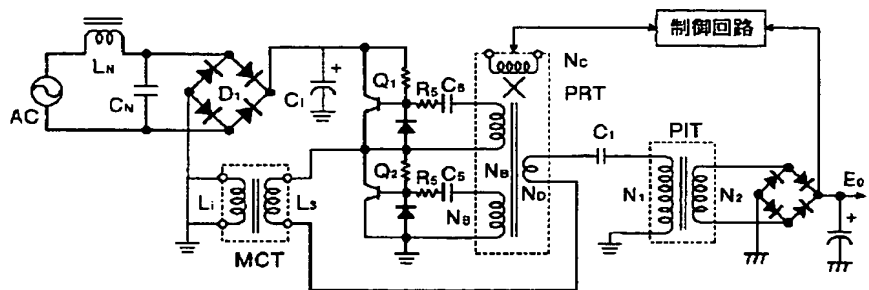 制御回路
LN
NC
Q1
R5
C5
D1
PRT
CN
Ci
C1
PIT
AC
Q2
R5
C5
NB
E0
Li
LS
ND
N1
N2
NB
MCT
+
+